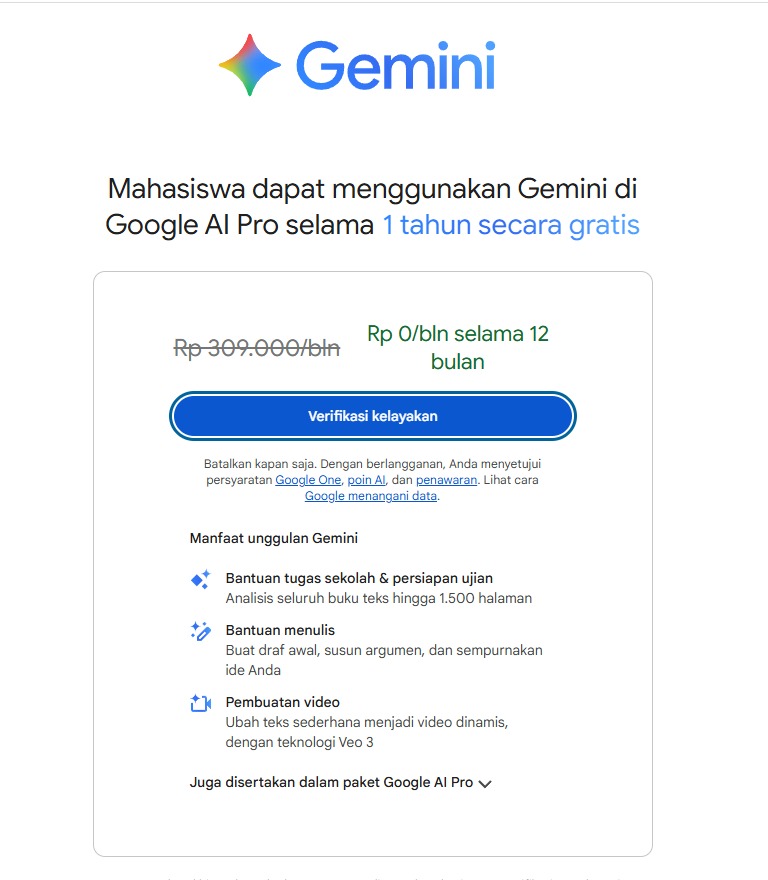 Gemini
Mahasiswa dapat menggunakan Gemini di
Google AI Pro selama 1 tahun secara gratis
Rp 309.000/bln
Rp 0/bln selama 12
bulan
Verifikasi kelayakan
Batalkan kapan saja. Dengan berlangganan, Anda menyetujui
persyaratan Google One, poin AI, dan penawaran. Lihat cara
Google menangani data.
Manfaat unggulan Gemini
Bantuan tugas sekolah & persiapan ujian
Analisis seluruh buku teks hingga 1.500 halaman
Bantuan menulis
Buat draf awal, susun argumen, dan sempurnakan
ide Anda
Pembuatan video
Ubah teks sederhana menjadi video dinamis,
dengan teknologi Veo 3
Juga disertakan dalam paket Google AI Pro